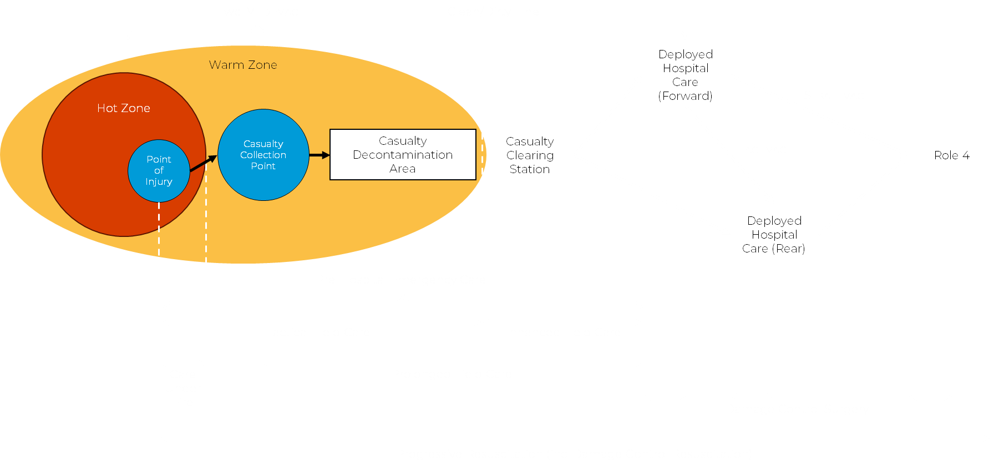 Warm Zone
Hot Zone
Point
of
Injury
Casualty
Collection
Point
Casualty
Decontamination
Area
Casualty
Clearing
Station
Deployed
Hospital
Care
(Forward)
Deployed
Hospital
Care (Rear)
Role 4